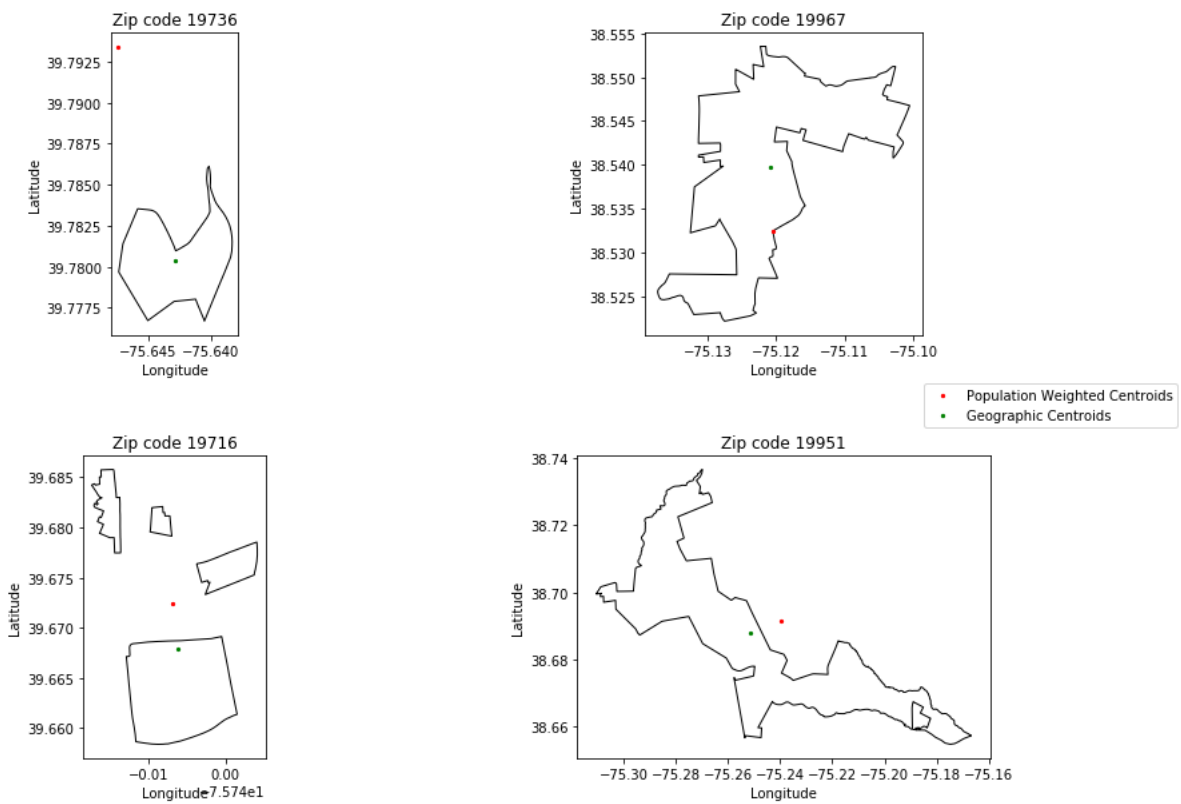 Zip code 19736
39.7925
39.7900
39.7875
39.7850
39.7825
39.7800
39.7775
Latitude
−75.645 −75.640
Longitude
Zip code 19967
38.555
38.550
38.545
38.540
38.535
38.530
38.525
Latitude
−75.13 −75.12 −75.11 −75.10
Longitude
Population Weighted Centroids
Geographic Centroids
Zip code 19716
39.685
39.680
39.675
39.670
39.665
39.660
Latitude
−0.01 0.00
Longitude −7.574e1
Zip code 19951
38.74
38.72
38.70
38.68
38.66
Latitude
−75.30 −75.28 −75.26 −75.24 −75.22 −75.20 −75.18 −75.16
Longitude